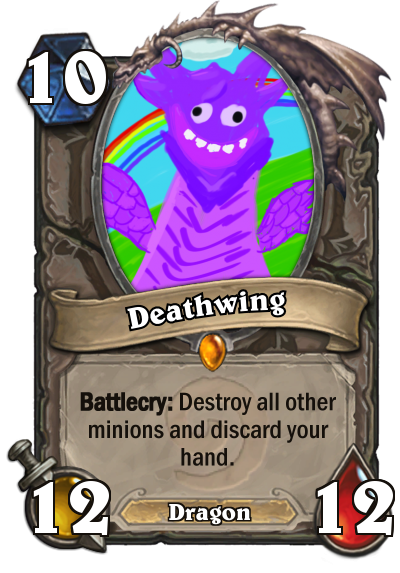 10
Deathwing
Battlecry: Destroy all other
minions and discard your
hand.
12
Dragon
12